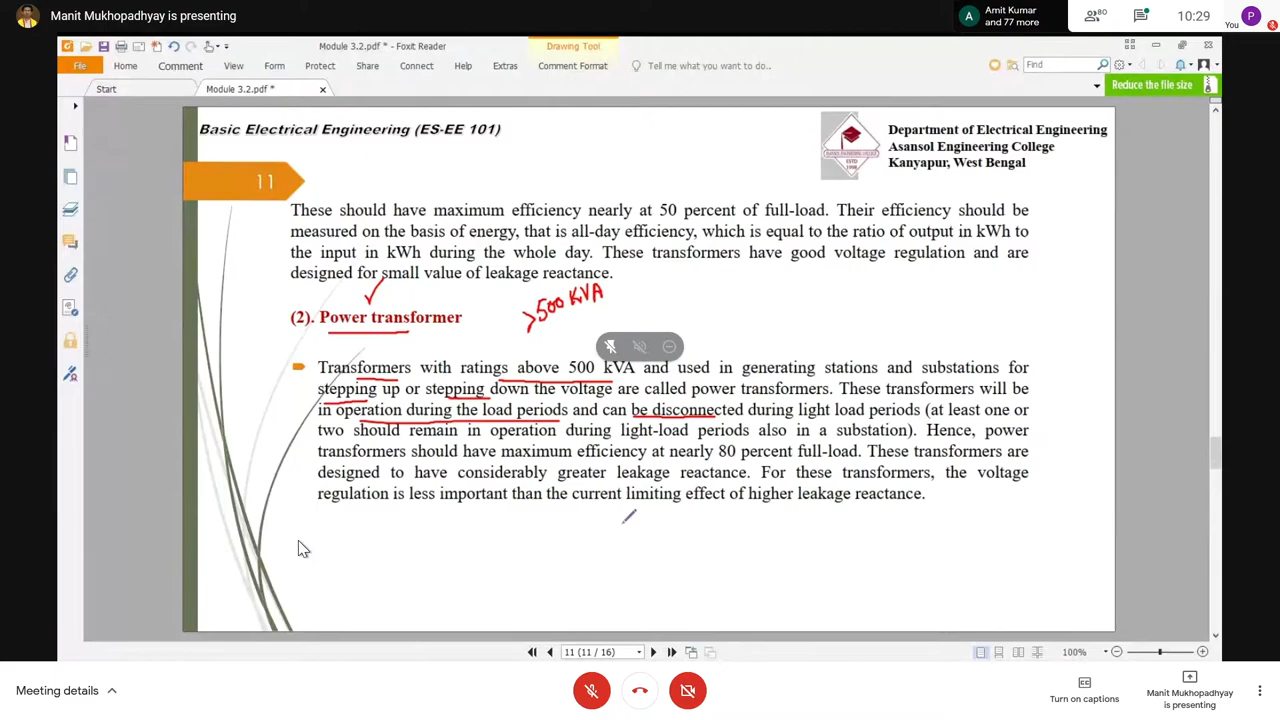 Manit Mukhopadhyay is presenting
A
Amit Kumar
and 77 more
80
10:29
P
You
Module 3.2.pdf * - Foxit Reader
Drawing Tool
File
Home
Comment
View
Form
Protect
Share
Connect
Help
Extras
Comment Format
Tell me what you want to do..
Find
Start
Module 3.2.pdf *
Reduce the file size
Basic Electrical Engineering (ES-EE 101)
Department of Electrical Engineering
Asansol Engineering College
Kanyapur, West Bengal
11
These should have maximum efficiency nearly at 50 percent of full-load. Their efficiency should be
measured on the basis of energy, that is all-day efficiency, which is equal to the ratio of output in kWh to
the input in kWh during the whole day. These transformers have good voltage regulation and are
designed for small value of leakage reactance.
>500 KVA
(2). Power transformer
Transformers with ratings above 500 kVA and used in generating stations and substations for
stepping up or stepping down the voltage are called power transformers. These transformers will be
in operation during the load periods and can be disconnected during light load periods (at least one or
two should remain in operation during light-load periods also in a substation). Hence, power
transformers should have maximum efficiency at nearly 80 percent full-load. These transformers are
designed to have considerably greater leakage reactance. For these transformers, the voltage
regulation is less important than the current limiting effect of higher leakage reactance.
11 (11 / 16)
100%
Meeting details
Turn on captions
Manit Mukhopadhyay
is presenting